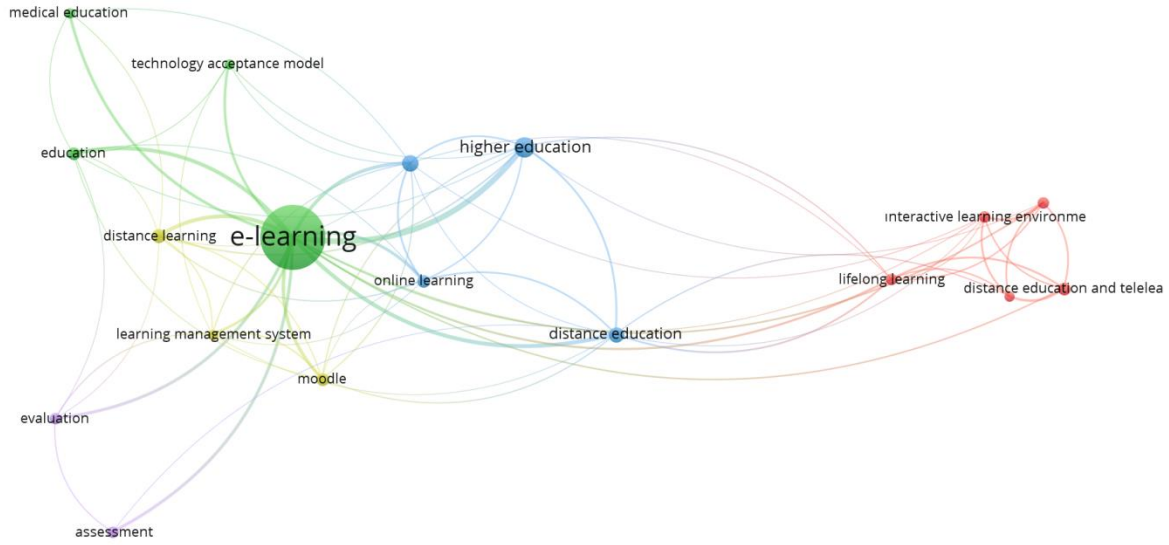 medical education
technology acceptance model
higher education
education
interactive learning environme
distance learning
e-learning
online learning
lifelong learning
distance education and telelea
learning management system
distance education
moodle
evaluation
assessment